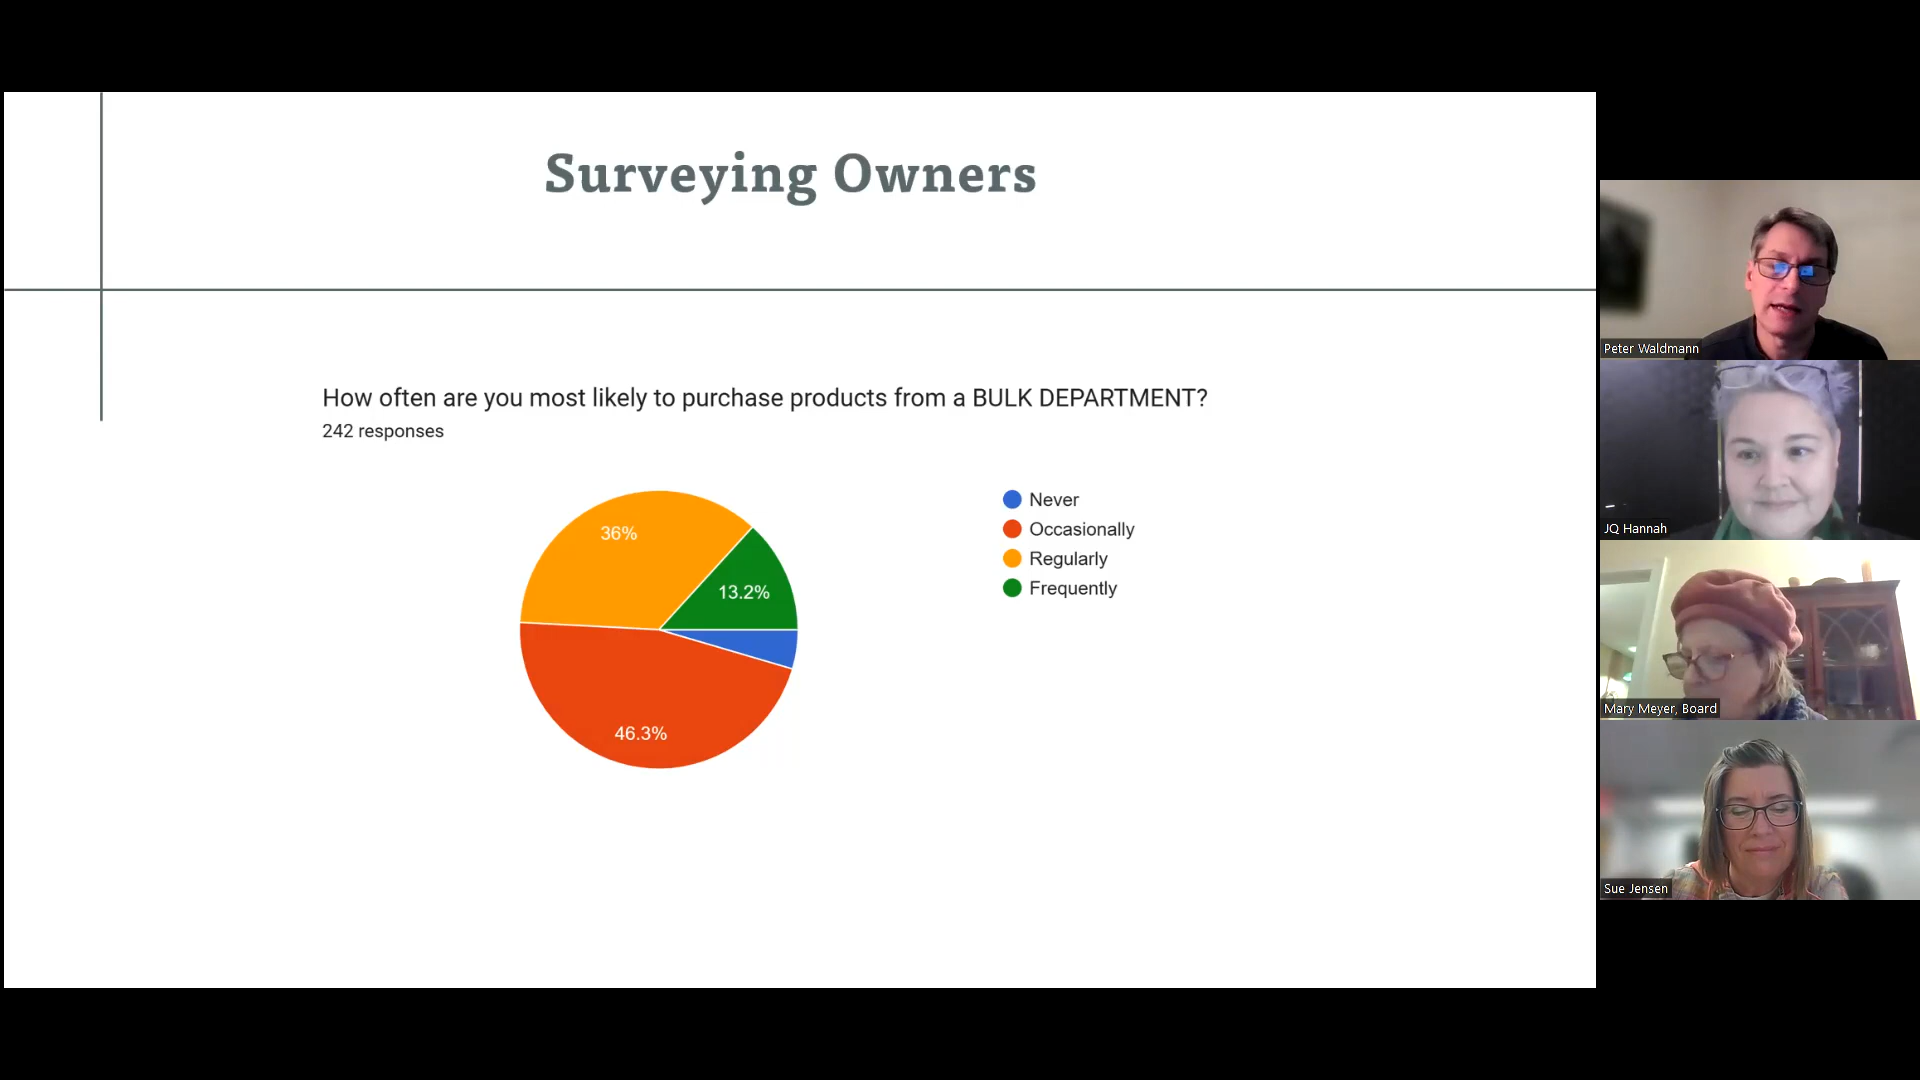 Surveying Owners
How often are you most likely to purchase products from a BULK DEPARTMENT?
242 responses
36%
13.2%
46.3%
Never
Occasionally
Regularly
Frequently
Peter Waldmann
JQ Hannah
Mary Meyer, Board
Sue Jensen